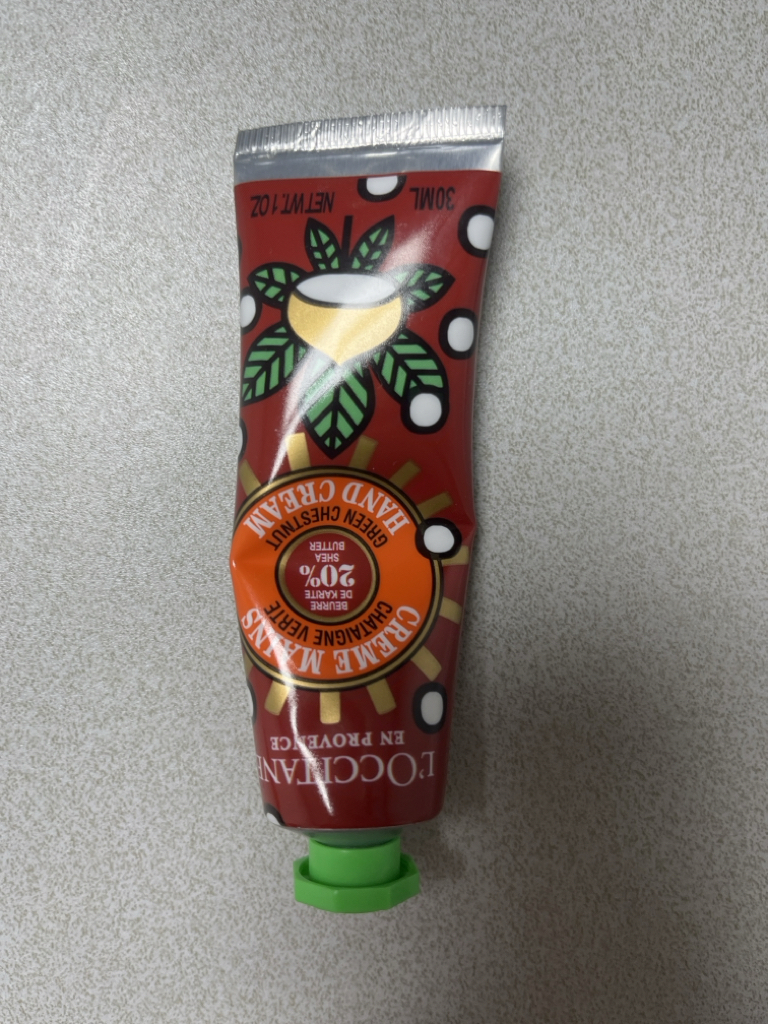 L'OCCITANE
EN PROVENCE
CREME MAINS
CHATAIGNE VERTE
BEURRE
DE KARITE
20%
SHEA
BUTTER
GREEN CHESTNUT
HAND CREAM
30ML NET WT. 1 OZ